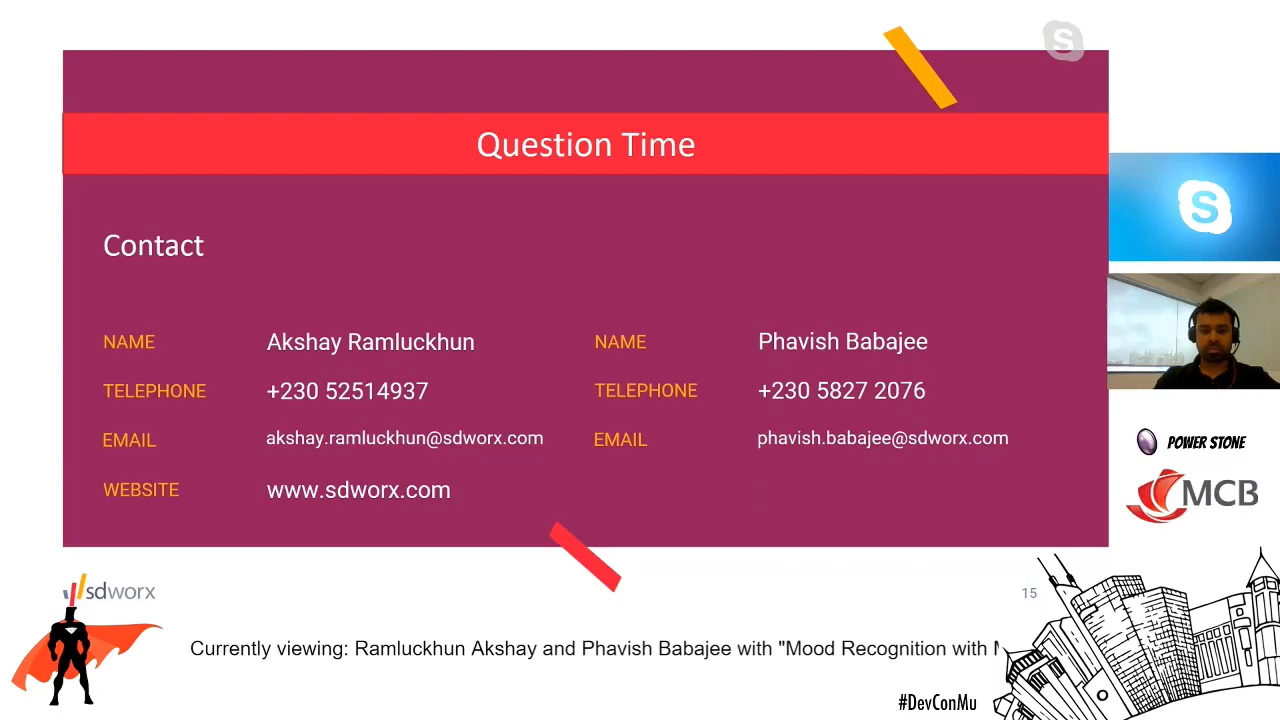 Question Time
Contact
NAME Akshay Ramluckhun
TELEPHONE +230 52514937
EMAIL akshay.ramluckhun@sdworx.com
WEBSITE www.sdworx.com
NAME Phavish Babajee
TELEPHONE +230 5827 2076
EMAIL phavish.babajee@sdworx.com
S
S
POWER STONE
MCB
sdworx
15
Currently viewing: Ramluckhun Akshay and Phavish Babajee with "Mood Recognition with
#DevConMu